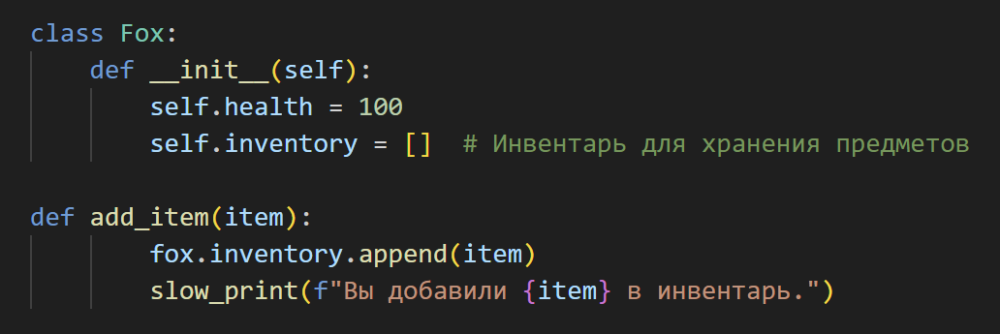 class Fox:
    def __init__(self):
        self.health = 100
        self.inventory = []  # Инвентарь для хранения предметов

def add_item(item):
        fox.inventory.append(item)
        slow_print(f"Вы добавили {item} в инвентарь.")